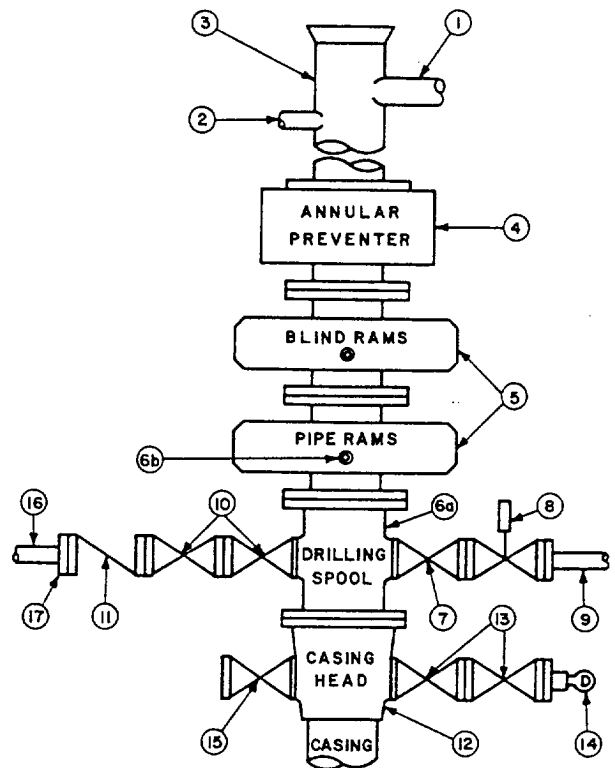 3
1
2
ANNULAR
PREVENTER
4
BLIND RAMS
5
PIPE RAMS
6b
16
10
6a
8
DRILLING
SPOOL
17
11
7
9
13
CASING
HEAD
D
15
12
14
CASING